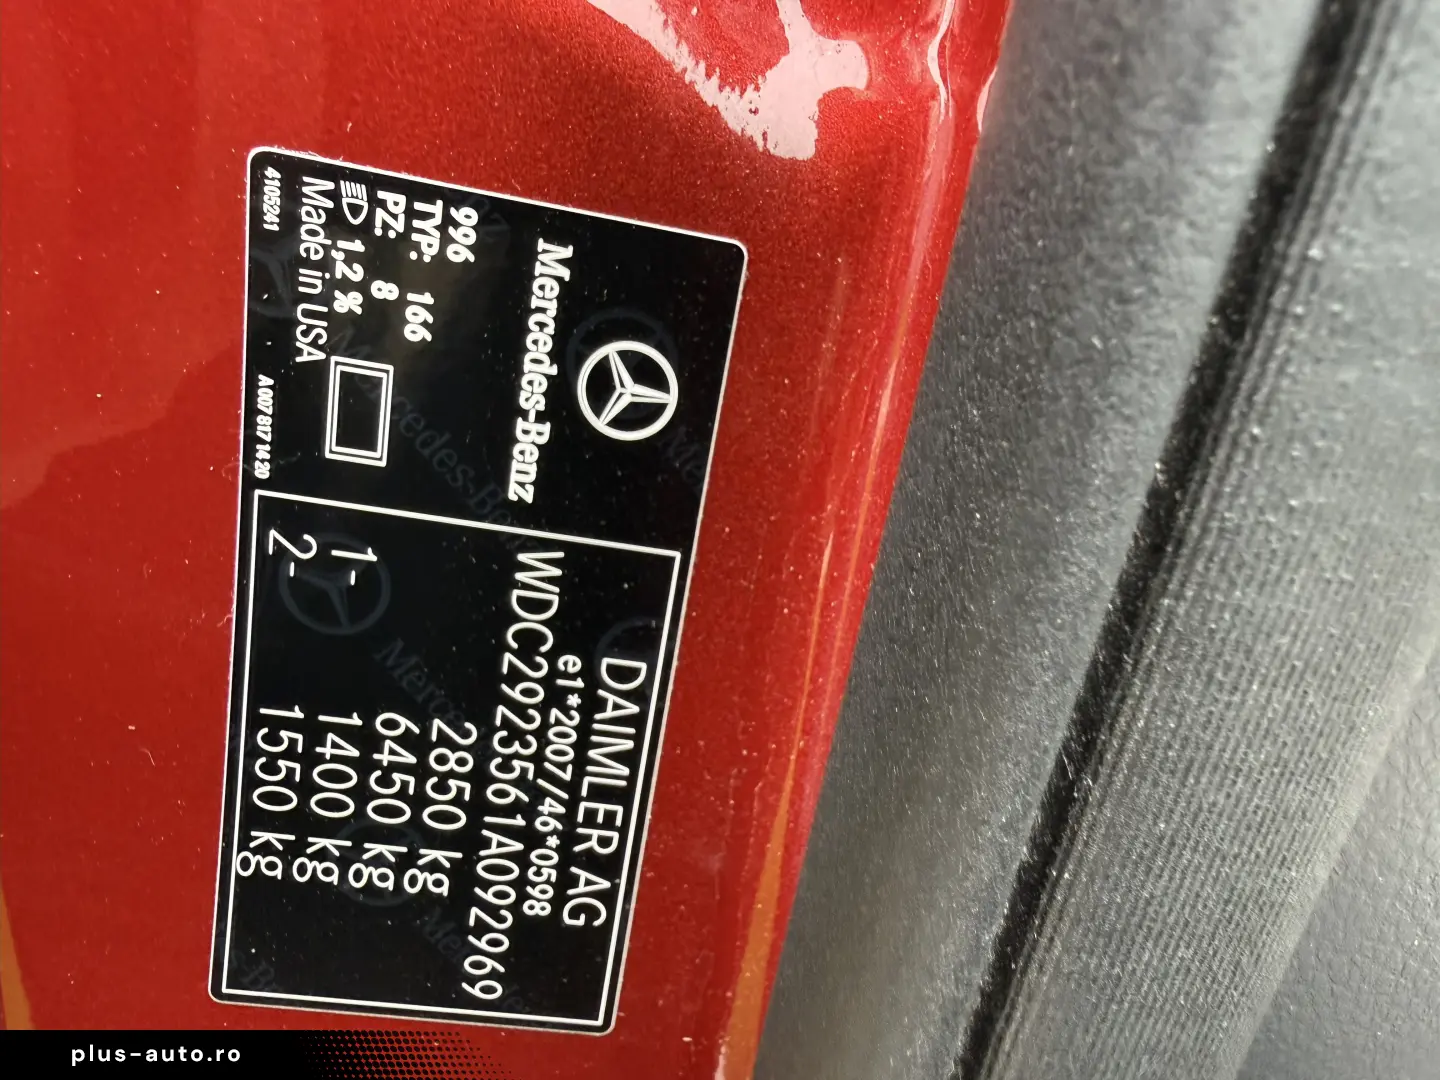 Mercedes-Benz
996
TYP: 166
PZ: 8
1,2 %
Made in USA
4105241
A 007 817 14 20
DAIMLER AG
e1*2007/46*0598
WDC2923561A092969
2850 kg
6450 kg
1- 1400 kg
2- 1550 kg
plus-auto.ro